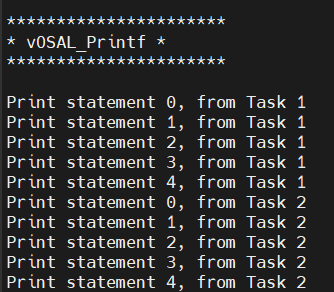 **********************
* vOSAL_Printf *
**********************
Print statement 0, from Task 1
Print statement 1, from Task 1
Print statement 2, from Task 1
Print statement 3, from Task 1
Print statement 4, from Task 1
Print statement 0, from Task 2
Print statement 1, from Task 2
Print statement 2, from Task 2
Print statement 3, from Task 2
Print statement 4, from Task 2